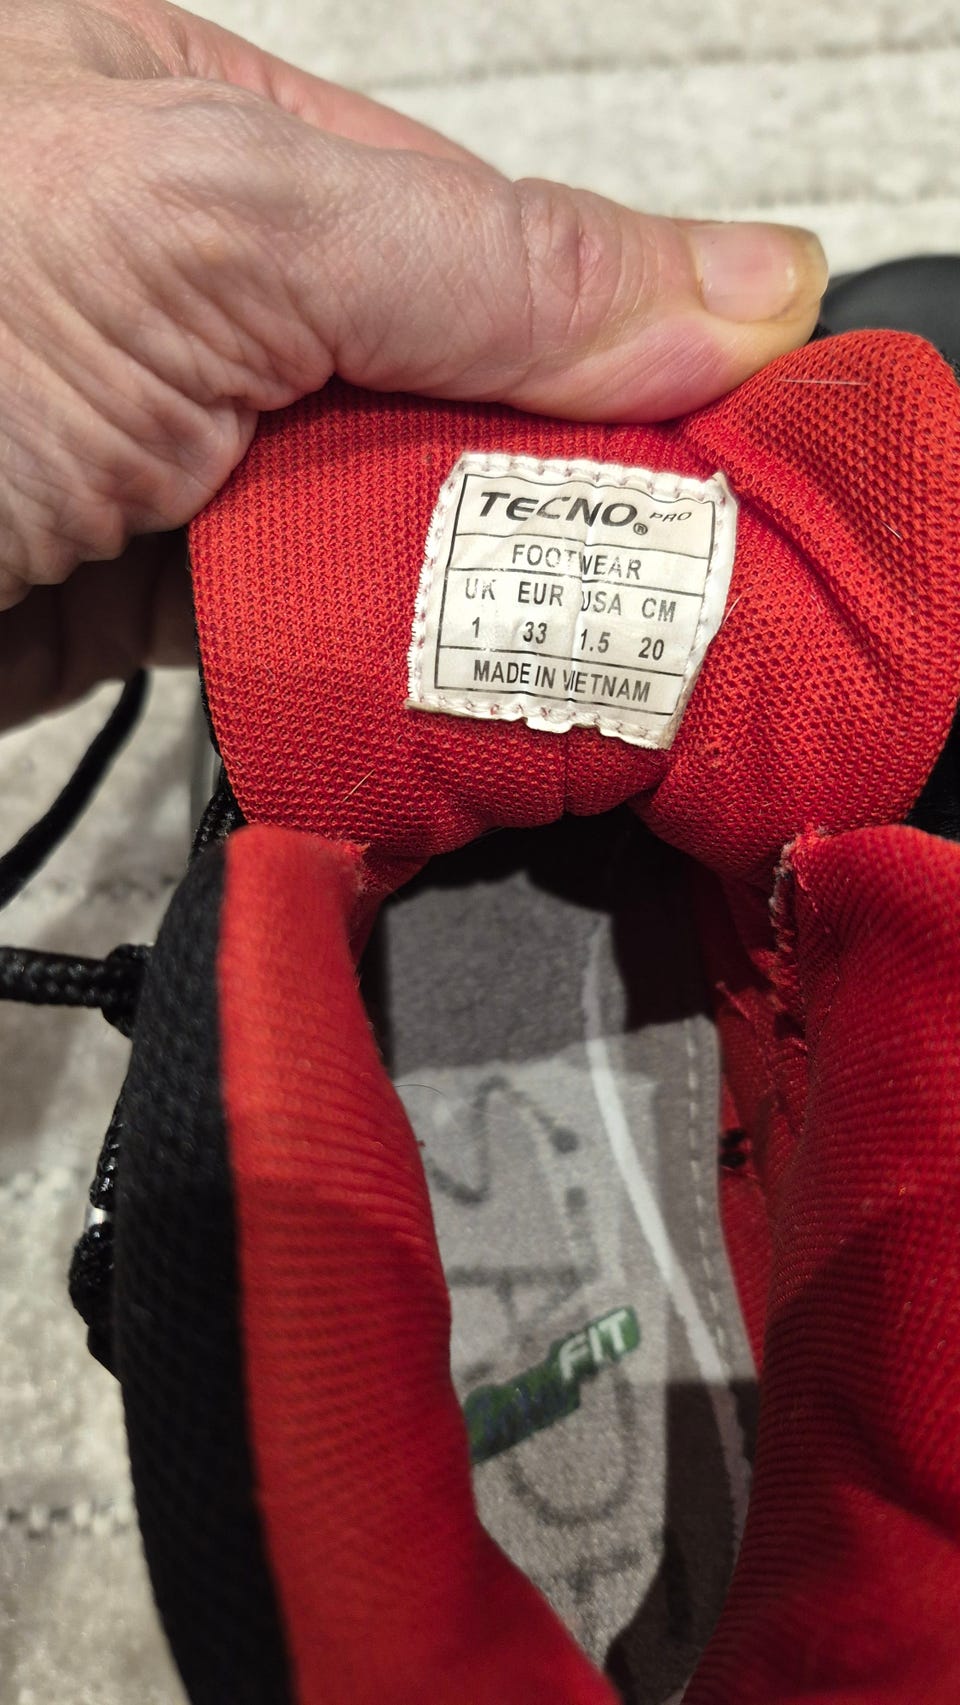 TECNO® PRO
FOOTWEAR
UK EUR USA CM
1 33 1.5 20
MADE IN VIETNAM
FIT